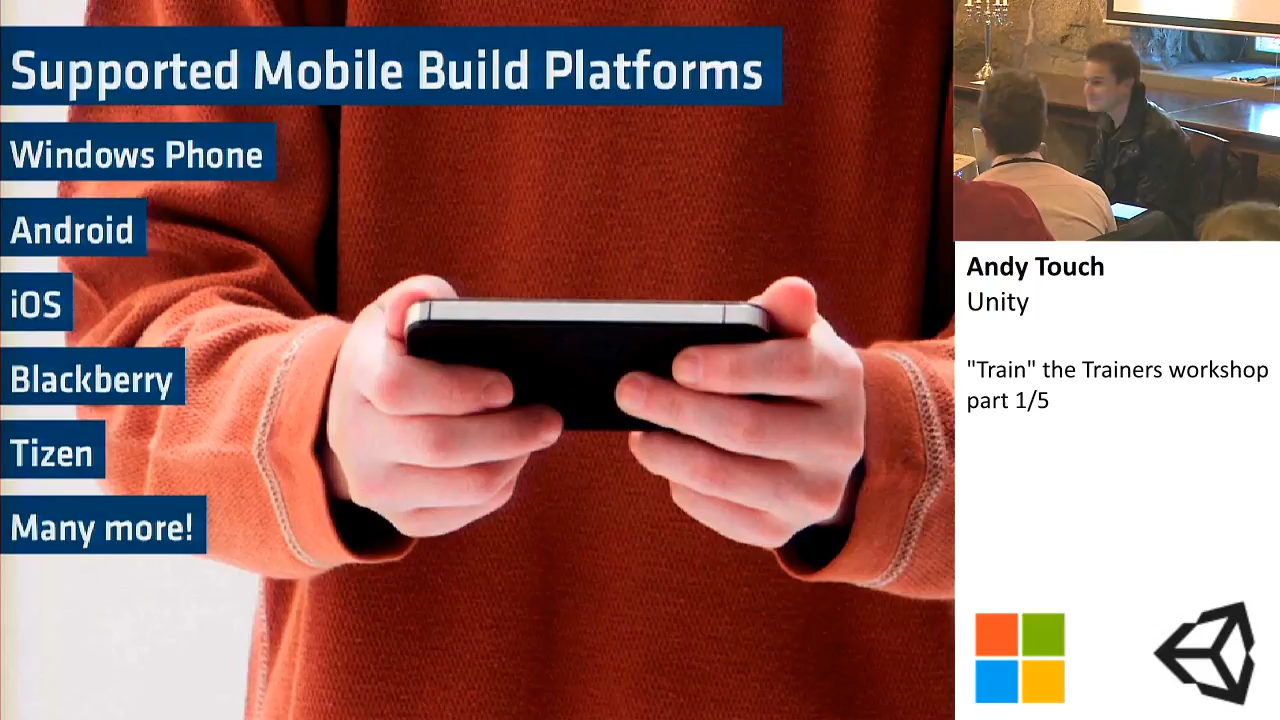 Supported Mobile Build Platforms
Windows Phone
Android
iOS
Blackberry
Tizen
Many more!
Andy Touch
Unity
"Train" the Trainers workshop
part 1/5